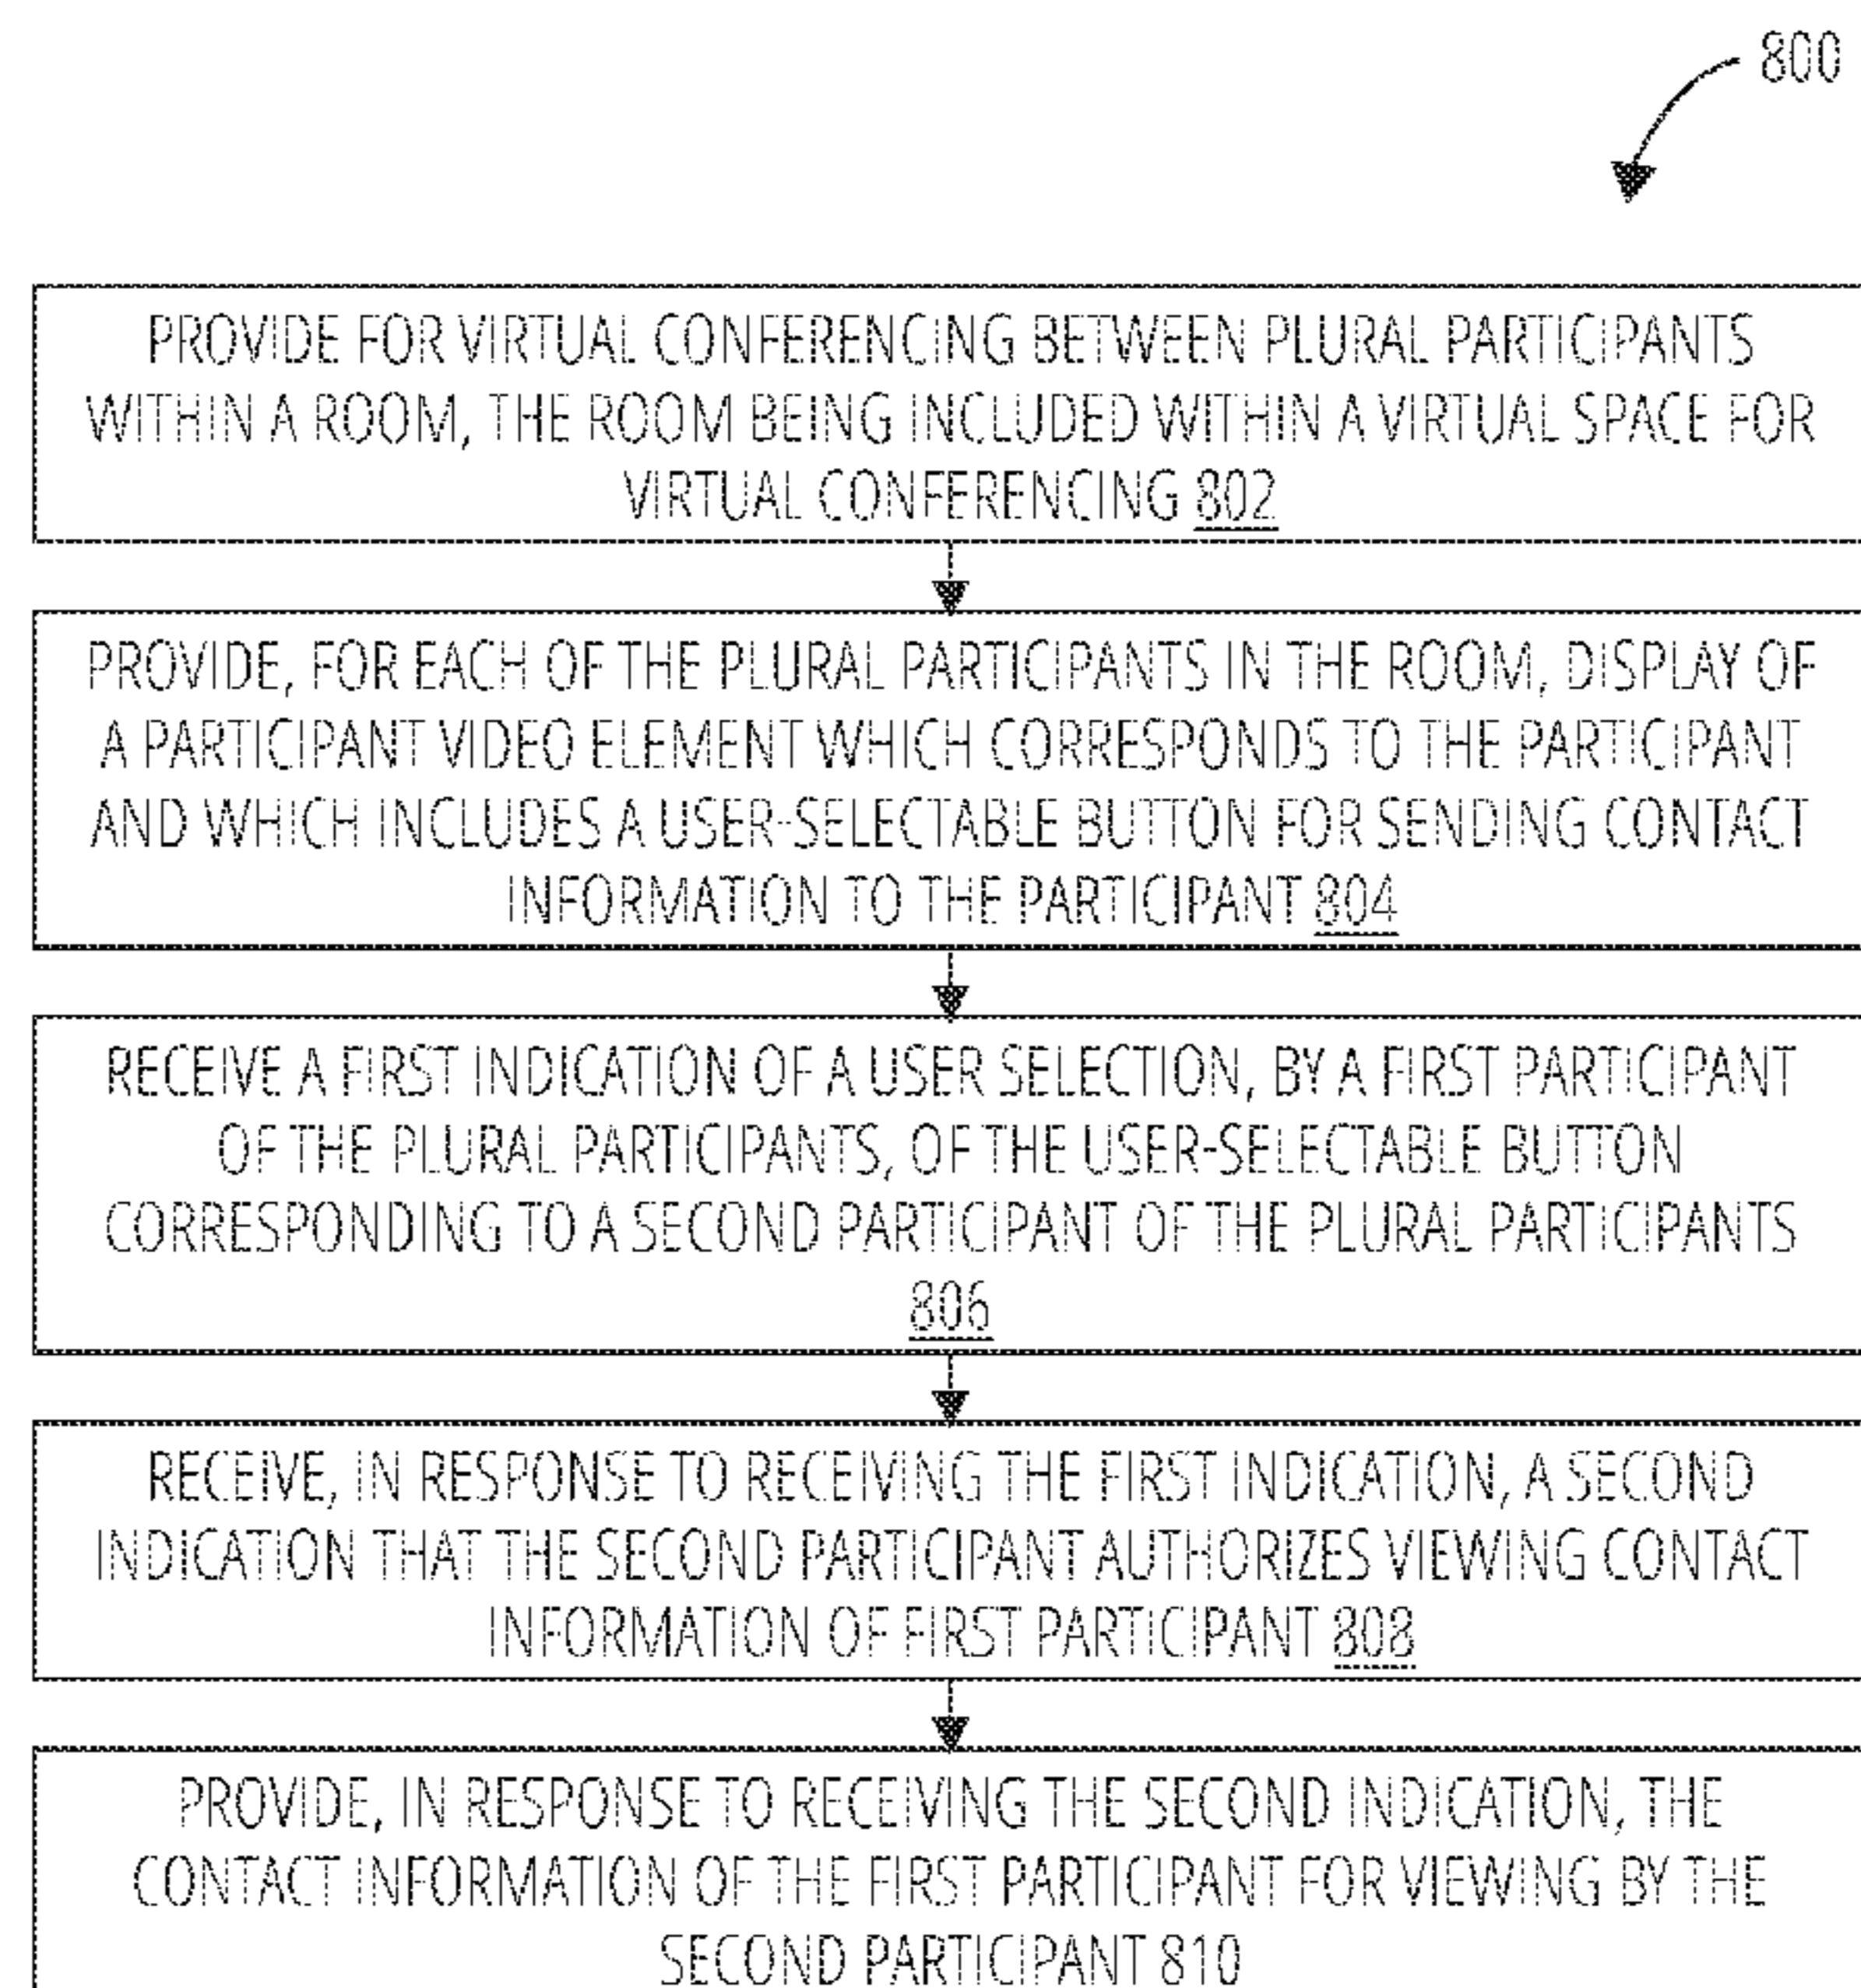 800
PROVIDE FOR VIRTUAL CONFERENCING BETWEEN PLURAL PARTICIPANTS
WITHIN A ROOM, THE ROOM BEING INCLUDED WITHIN A VIRTUAL SPACE FOR
VIRTUAL CONFERENCING 802
PROVIDE, FOR EACH OF THE PLURAL PARTICIPANTS IN THE ROOM, DISPLAY OF
A PARTICIPANT VIDEO ELEMENT WHICH CORRESPONDS TO THE PARTICIPANT
AND WHICH INCLUDES A USER-SELECTABLE BUTTON FOR SENDING CONTACT
INFORMATION TO THE PARTICIPANT 804
RECEIVE A FIRST INDICATION OF A USER SELECTION, BY A FIRST PARTICIPANT
OF THE PLURAL PARTICIPANTS, OF THE USER-SELECTABLE BUTTON
CORRESPONDING TO A SECOND PARTICIPANT OF THE PLURAL PARTICIPANTS
806
RECEIVE, IN RESPONSE TO RECEIVING THE FIRST INDICATION, A SECOND
INDICATION THAT THE SECOND PARTICIPANT AUTHORIZES VIEWING CONTACT
INFORMATION OF FIRST PARTICIPANT 808
PROVIDE, IN RESPONSE TO RECEIVING THE SECOND INDICATION, THE
CONTACT INFORMATION OF THE FIRST PARTICIPANT FOR VIEWING BY THE
SECOND PARTICIPANT 810